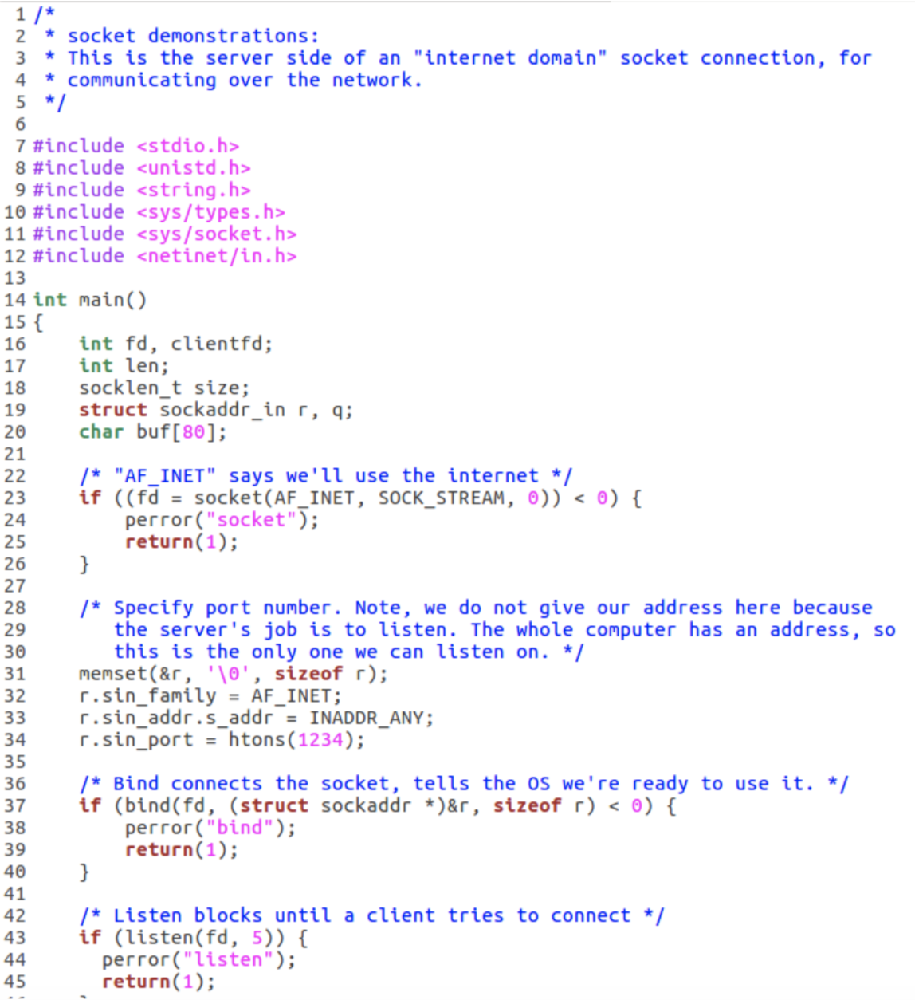 1 /*
2  * socket demonstrations:
3  * This is the server side of an "internet domain" socket connection, for
4  * communicating over the network.
5  */
6
7 #include <stdio.h>
8 #include <unistd.h>
9 #include <string.h>
10 #include <sys/types.h>
11 #include <sys/socket.h>
12 #include <netinet/in.h>
13
14 int main()
15 {
16     int fd, clientfd;
17     int len;
18     socklen_t size;
19     struct sockaddr_in r, q;
20     char buf[80];
21
22     /* "AF_INET" says we'll use the internet */
23     if ((fd = socket(AF_INET, SOCK_STREAM, 0)) < 0) {
24         perror("socket");
25         return(1);
26     }
27
28     /* Specify port number. Note, we do not give our address here because
29        the server's job is to listen. The whole computer has an address, so
30        this is the only one we can listen on. */
31     memset(&r, '\0', sizeof r);
32     r.sin_family = AF_INET;
33     r.sin_addr.s_addr = INADDR_ANY;
34     r.sin_port = htons(1234);
35
36     /* Bind connects the socket, tells the OS we're ready to use it. */
37     if (bind(fd, (struct sockaddr *)&r, sizeof r) < 0) {
38         perror("bind");
39         return(1);
40     }
41
42     /* Listen blocks until a client tries to connect */
43     if (listen(fd, 5)) {
44       perror("listen");
45       return(1);